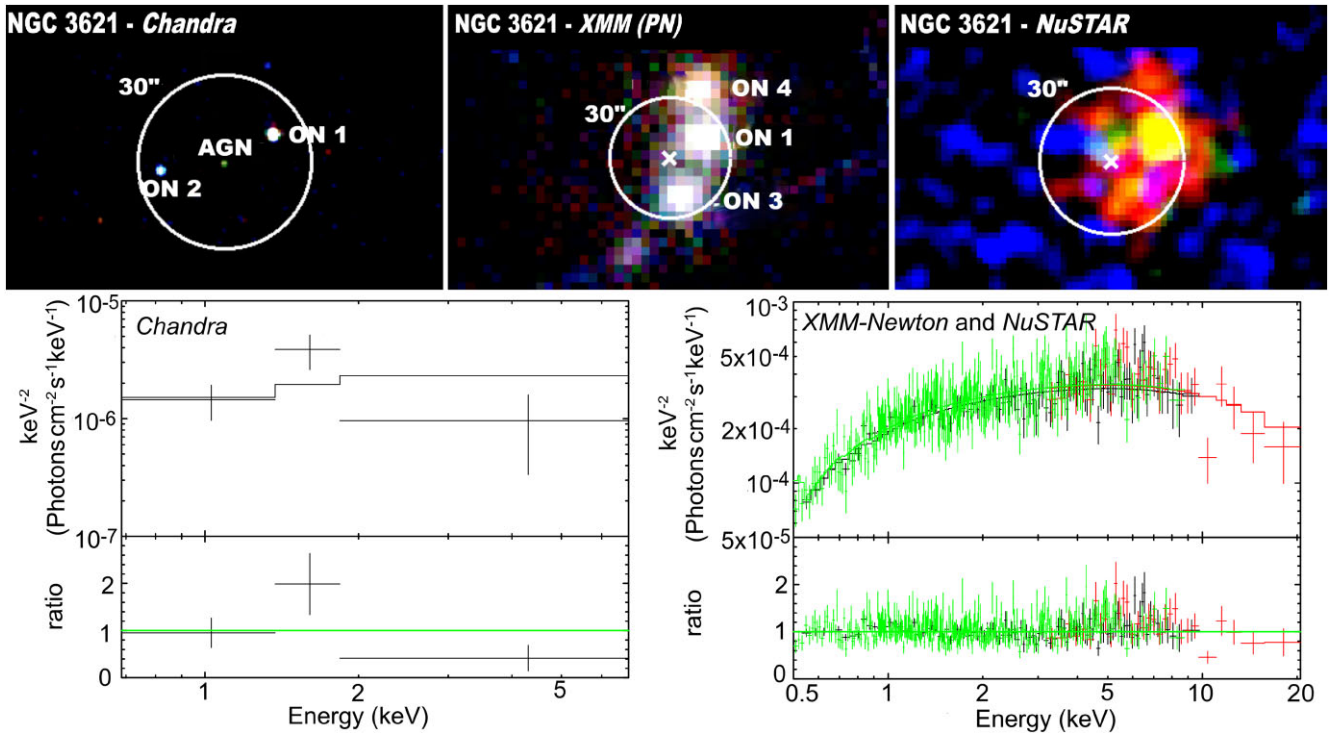 NGC 3621 - Chandra
30"
AGN
ON 1
ON 2
NGC 3621 - XMM (PN)
ON 4
30"
ON 1
ON 3
NGC 3621 - NuSTAR
30"
Chandra
keV-2
(Photons cm-2 s-1 keV-1)
10-5
10-6
10-7
ratio
2
1
0
1
2
5
Energy (keV)
XMM-Newton and NuSTAR
keV-2
(Photons cm-2 s-1 keV-1)
10-3
5x10-4
2x10-4
10-4
5x10-5
ratio
2
1
0
0.5
1
2
5
10
20
Energy (keV)